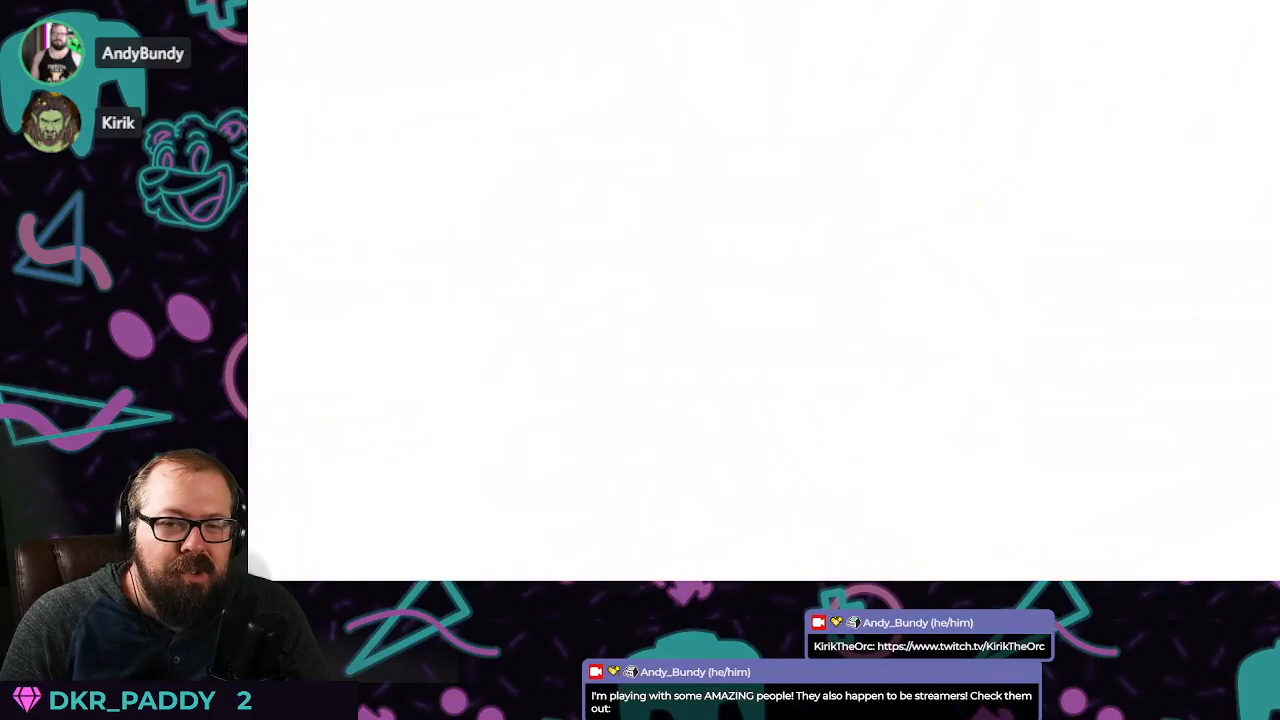 AndyBundy
Kirik
Andy_Bundy (he/him)
KirikTheOrc: https://www.twitch.tv/KirikTheOrc
Andy_Bundy (he/him)
I'm playing with some AMAZING people! They also happen to be streamers! Check them
out:
DKR_PADDY 2